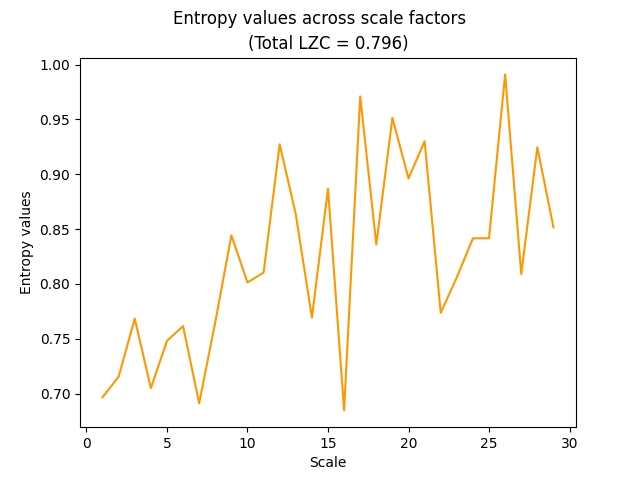 Entropy values across scale factors
(Total LZC = 0.796)
1.00
0.95
0.90
0.85
0.80
0.75
0.70
Entropy values
0 5 10 15 20 25 30
Scale